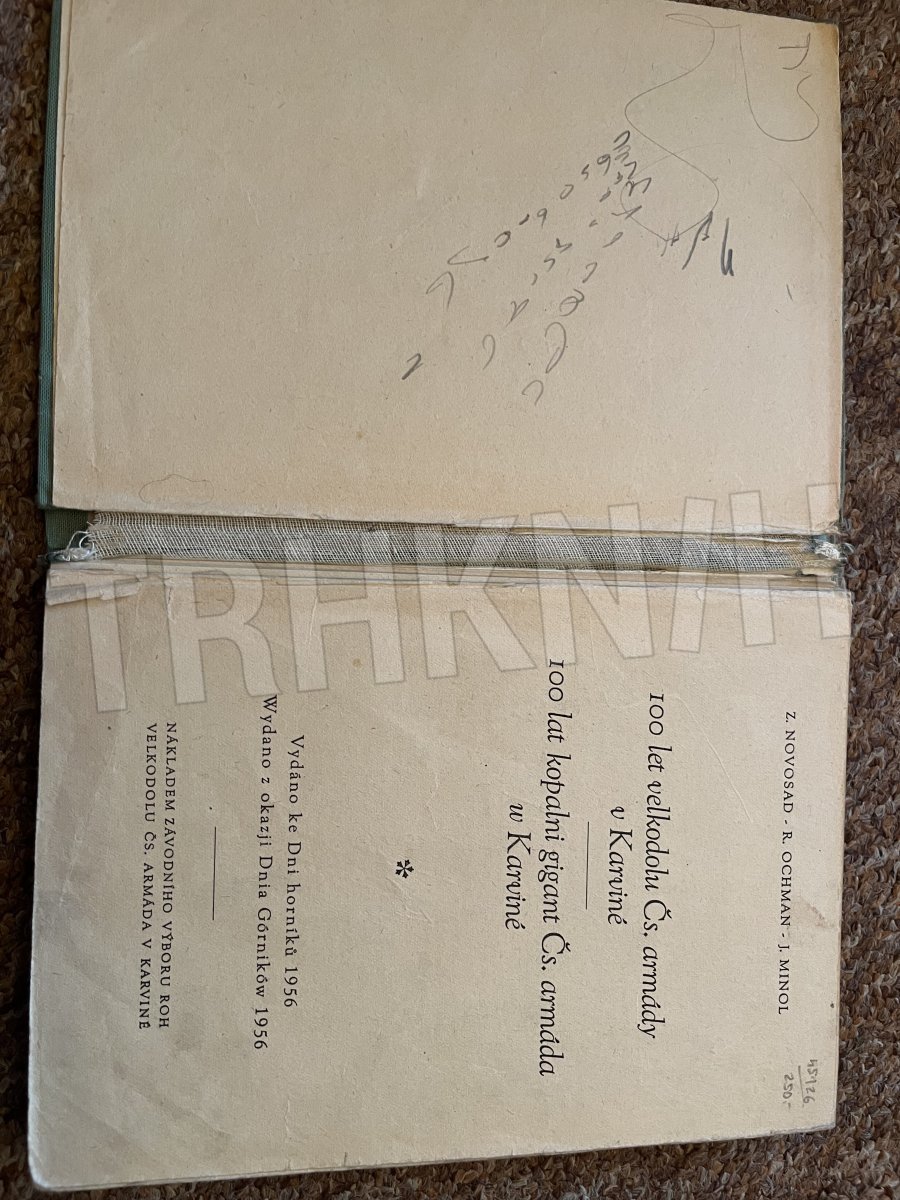 Z. NOVOSAD - R. OCHMAN - J. MINOL
45126
250.-
100 let velkodolu Čs. armády
v Karviné
100 lat kopalni gigant Čs. armáda
w Karviné
*
Vydáno ke Dni horníků 1956
Wydano z okazji Dnia Górników 1956
NÁKLADEM ZÁVODNÍHO VÝBORU ROH
VELKODOLU ČS. ARMÁDA V KARVINÉ
TRHKNIH